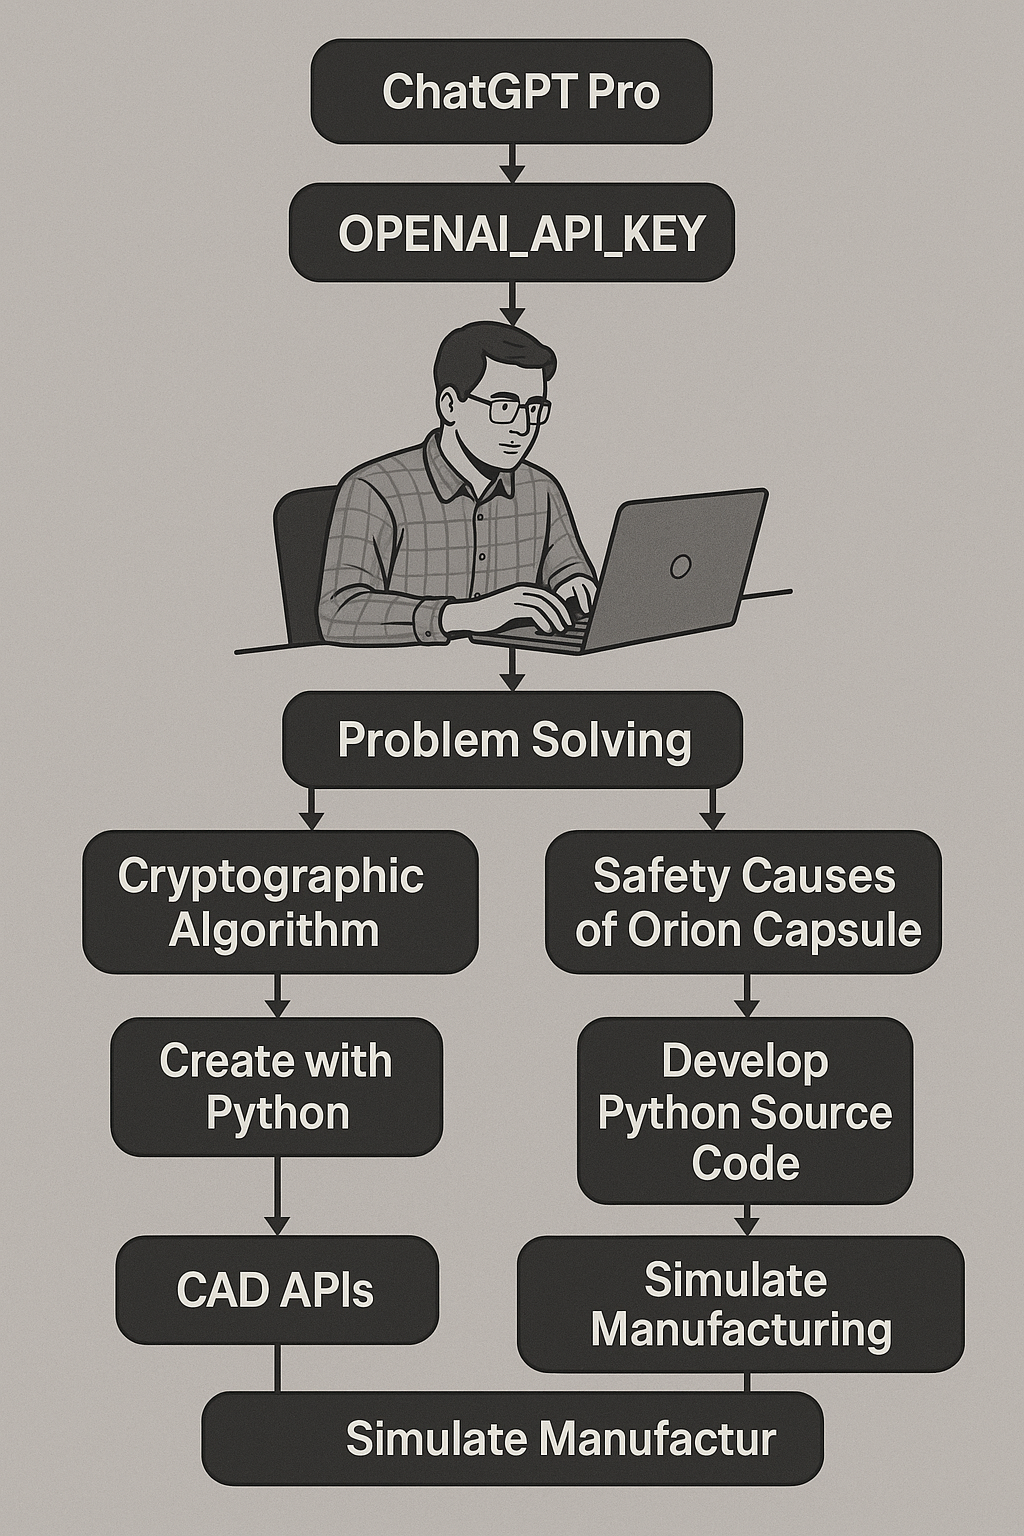 ChatGPT Pro
OPENAI_API_KEY
Problem Solving
Cryptographic
Algorithm
Safety Causes
of Orion Capsule
Create with
Python
Develop
Python Source
Code
CAD APIs
Simulate
Manufacturing
Simulate Manufactur